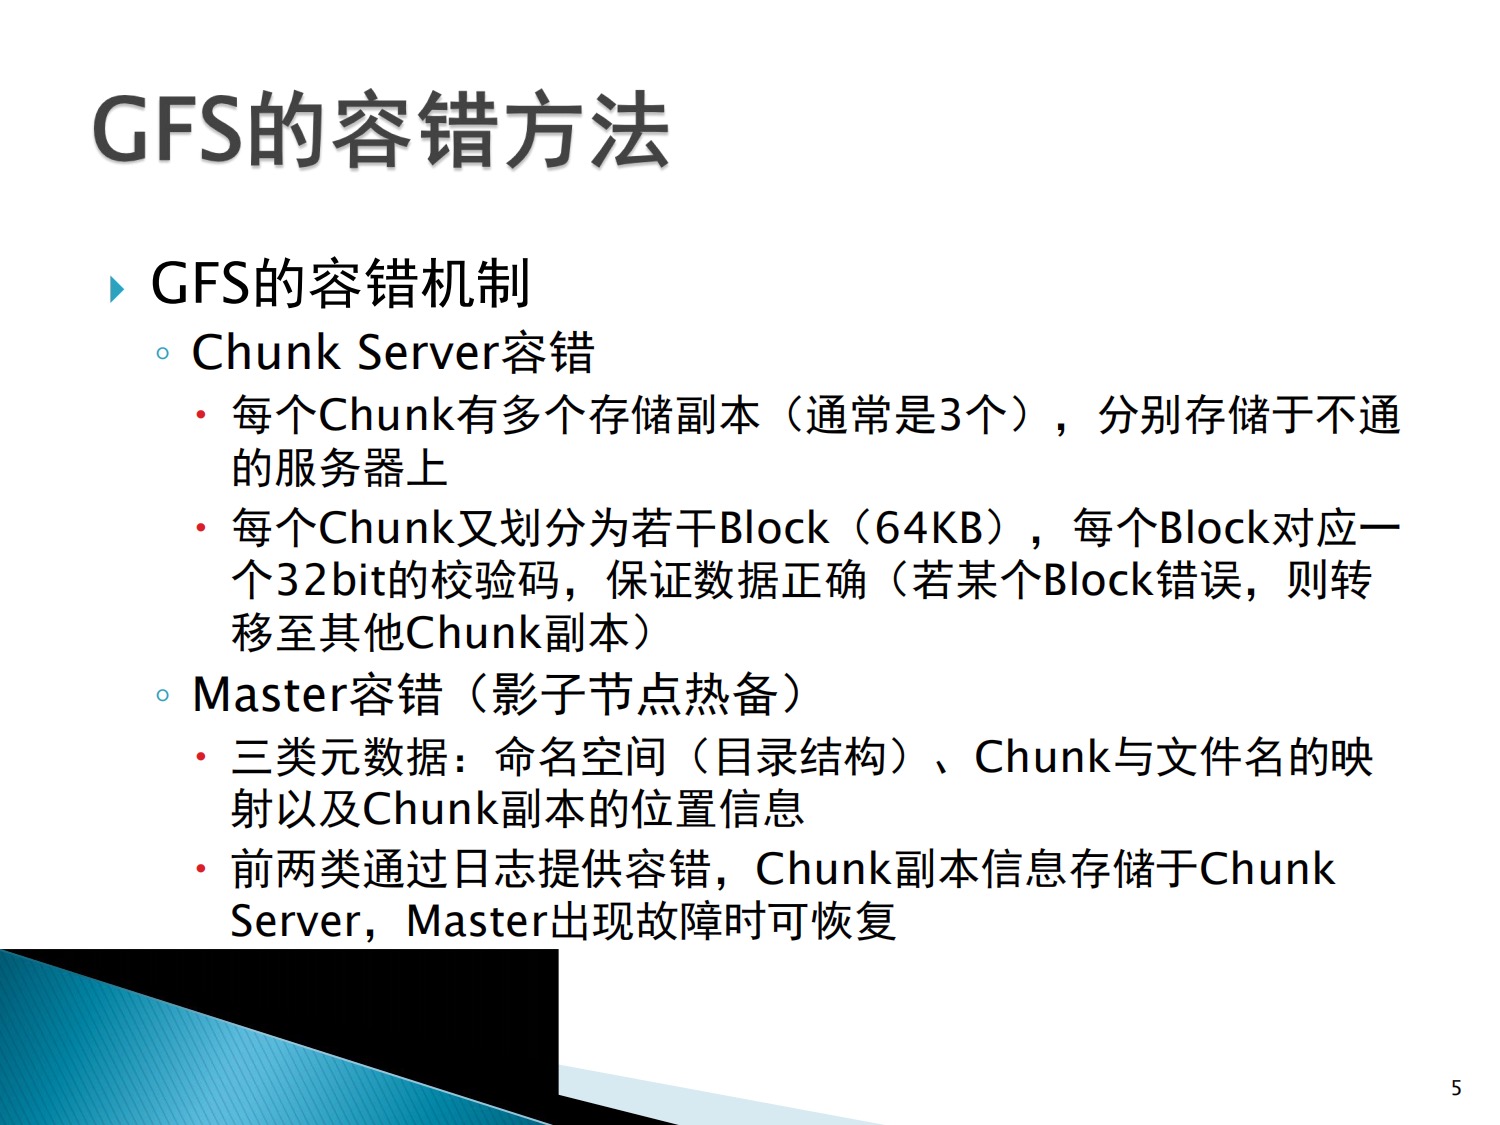 GFS的容错方法
GFS的容错机制
Chunk Server容错
每个Chunk有多个存储副本（通常是3个），分别存储于不通
的服务器上
每个Chunk又划分为若干Block（64KB），每个Block对应一
个32bit的校验码，保证数据正确（若某个Block错误，则转
移至其他Chunk副本）
Master容错（影子节点热备）
三类元数据：命名空间（目录结构）、Chunk与文件名的映
射以及Chunk副本的位置信息
前两类通过日志提供容错，Chunk副本信息存储于Chunk
Server，Master出现故障时可恢复
5